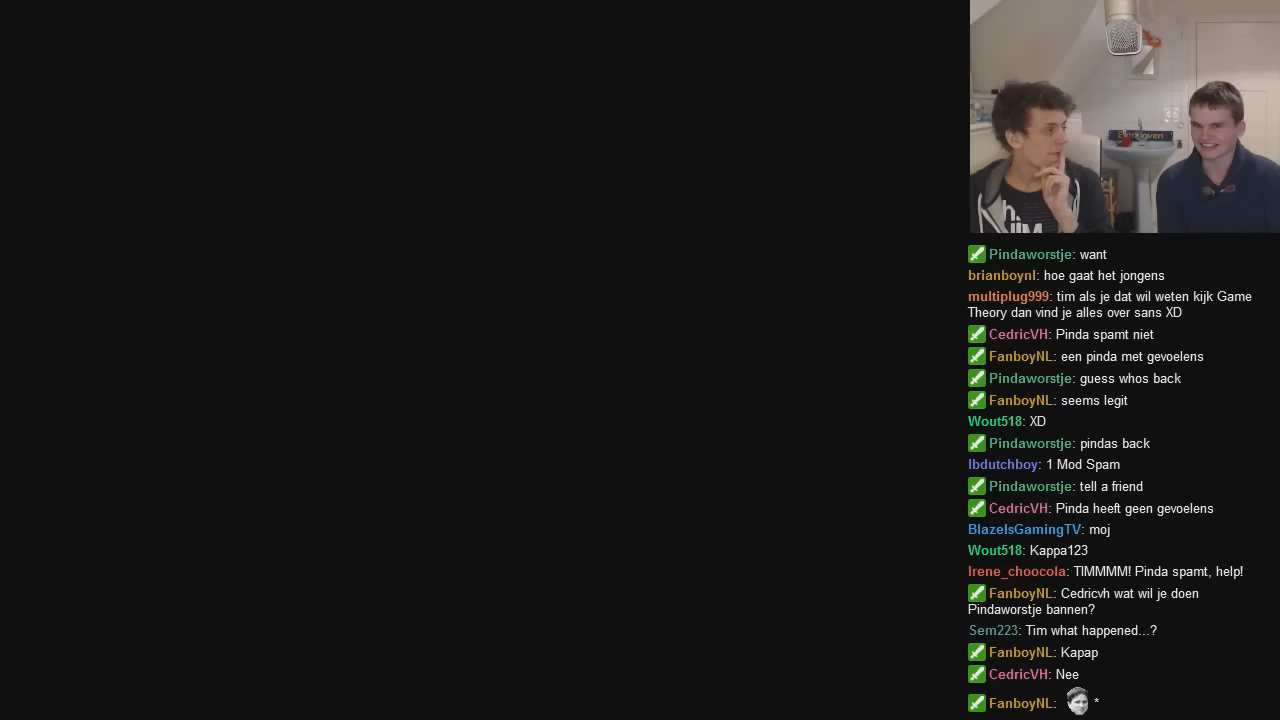 Eindhoven
Pindaworstje: want
brianboynl: hoe gaat het jongens
multiplug999: tim als je dat wil weten kijk Game
Theory dan vind je alles over sans XD
CedricVH: Pinda spamt niet
FanboyNL: een pinda met gevoelens
Pindaworstje: guess whos back
FanboyNL: seems legit
Wout518: XD
Pindaworstje: pindas back
lbdutchboy: 1 Mod Spam
Pindaworstje: tell a friend
CedricVH: Pinda heeft geen gevoelens
BlazeIsGamingTV: moj
Wout518: Kappa123
Irene_choocola: TIMMMM! Pinda spamt, help!
FanboyNL: Cedricvh wat wil je doen
Pindaworstje bannen?
Sem223: Tim what happened...?
FanboyNL: Kapap
CedricVH: Nee
FanboyNL: *